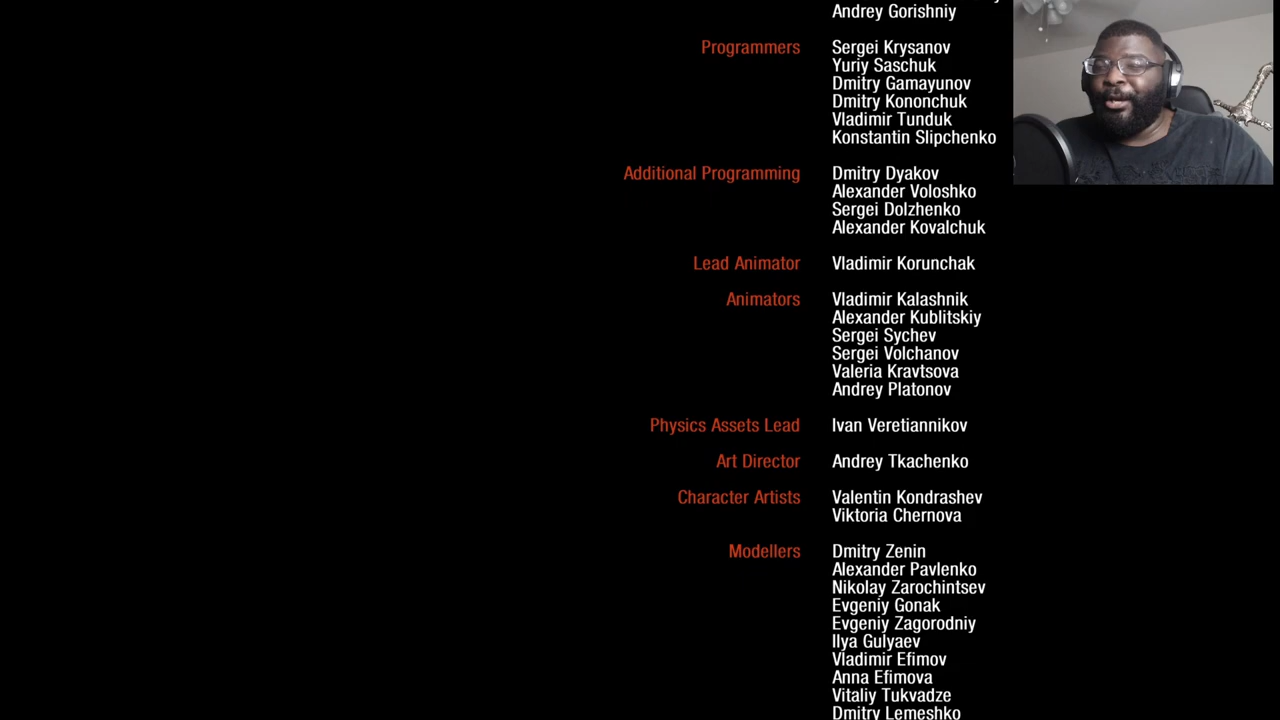 Andrey Gorishniy
Programmers Sergei Krysanov
Yuriy Saschuk
Dmitry Gamayunov
Dmitry Kononchuk
Vladimir Tunduk
Konstantin Slipchenko
Additional Programming Dmitry Dyakov
Alexander Voloshko
Sergei Dolzhenko
Alexander Kovalchuk
Lead Animator Vladimir Korunchak
Animators Vladimir Kalashnik
Alexander Kublitskiy
Sergei Sychev
Sergei Volchanov
Valeria Kravtsova
Andrey Platonov
Physics Assets Lead Ivan Veretiannikov
Art Director Andrey Tkachenko
Character Artists Valentin Kondrashev
Viktoria Chernova
Modellers Dmitry Zenin
Alexander Pavlenko
Nikolay Zarochintsev
Evgeniy Gonak
Evgeniy Zagorodniy
Ilya Gulyaev
Vladimir Efimov
Anna Efimova
Vitaliy Tukvadze
Dmitry Lemeshko